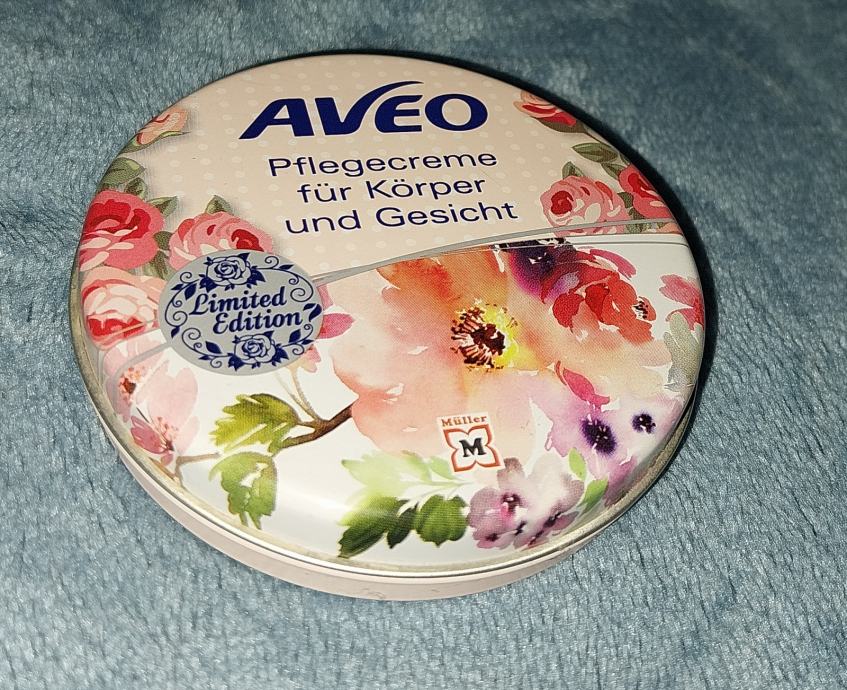 AVEO
Pflegecreme
für Körper
und Gesicht
Limited
Edition
Müller
M